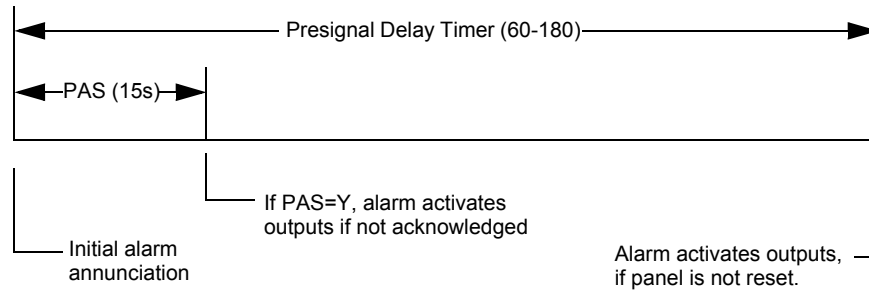 Presignal Delay Timer (60-180)
PAS (15s)
If PAS=Y, alarm activates
outputs if not acknowledged
Initial alarm
annunciation
Alarm activates outputs,
if panel is not reset.